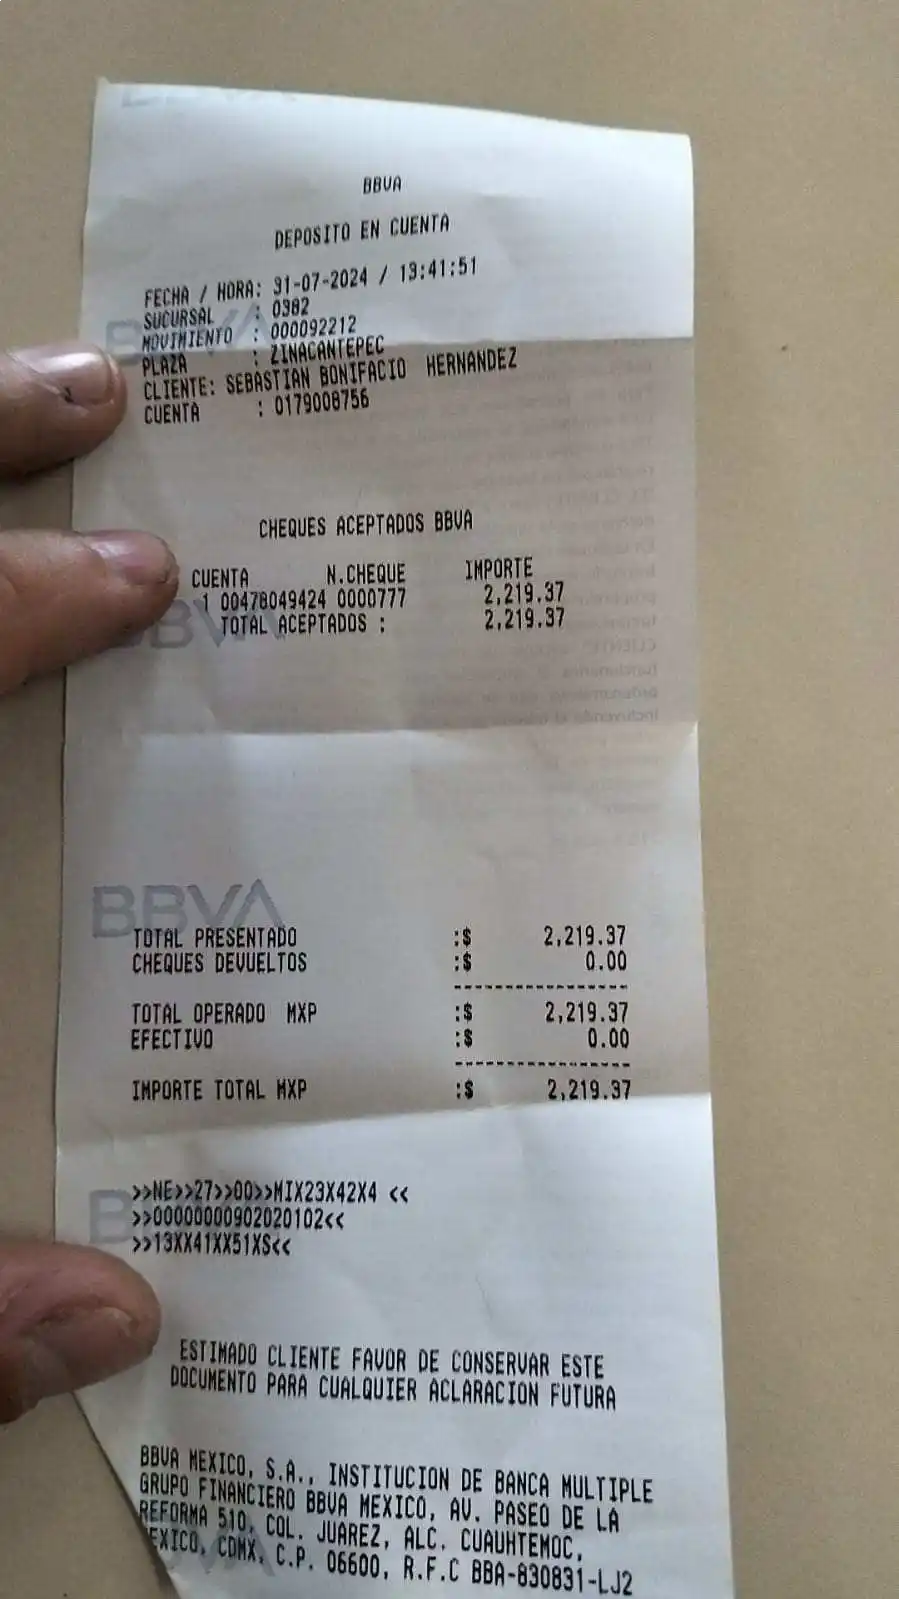 BBVA
DEPOSITO EN CUENTA
FECHA / HORA: 31-07-2024 / 13:41:51
SUCURSAL : 0382
MOVIMIENTO : 000092212
PLAZA : ZINACANTEPEC
CLIENTE: SEBASTIAN BONIFACIO HERNANDEZ
CUENTA : 0179008756
CHEQUES ACEPTADOS BBVA
CUENTA N.CHEQUE IMPORTE
1 00478049424 0000777 2,219.37
TOTAL ACEPTADOS : 2,219.37
BBVA
TOTAL PRESENTADO :$ 2,219.37
CHEQUES DEVUELTOS :$ 0.00
-----------------
TOTAL OPERADO MXP :$ 2,219.37
EFECTIVO :$ 0.00
-----------------
IMPORTE TOTAL MXP :$ 2,219.37
>>NE>>27>>00>>MIX23X42X4 <<
>>00000000902020102<<
>>13XX41XX51XS<<
ESTIMADO CLIENTE FAVOR DE CONSERVAR ESTE
DOCUMENTO PARA CUALQUIER ACLARACION FUTURA
BBVA MEXICO, S.A., INSTITUCION DE BANCA MULTIPLE
GRUPO FINANCIERO BBVA MEXICO, AV. PASEO DE LA
REFORMA 510, COL. JUAREZ, ALC. CUAUHTEMOC,
MEXICO, CDMX, C.P. 06600, R.F.C BBA-830831-LJ2